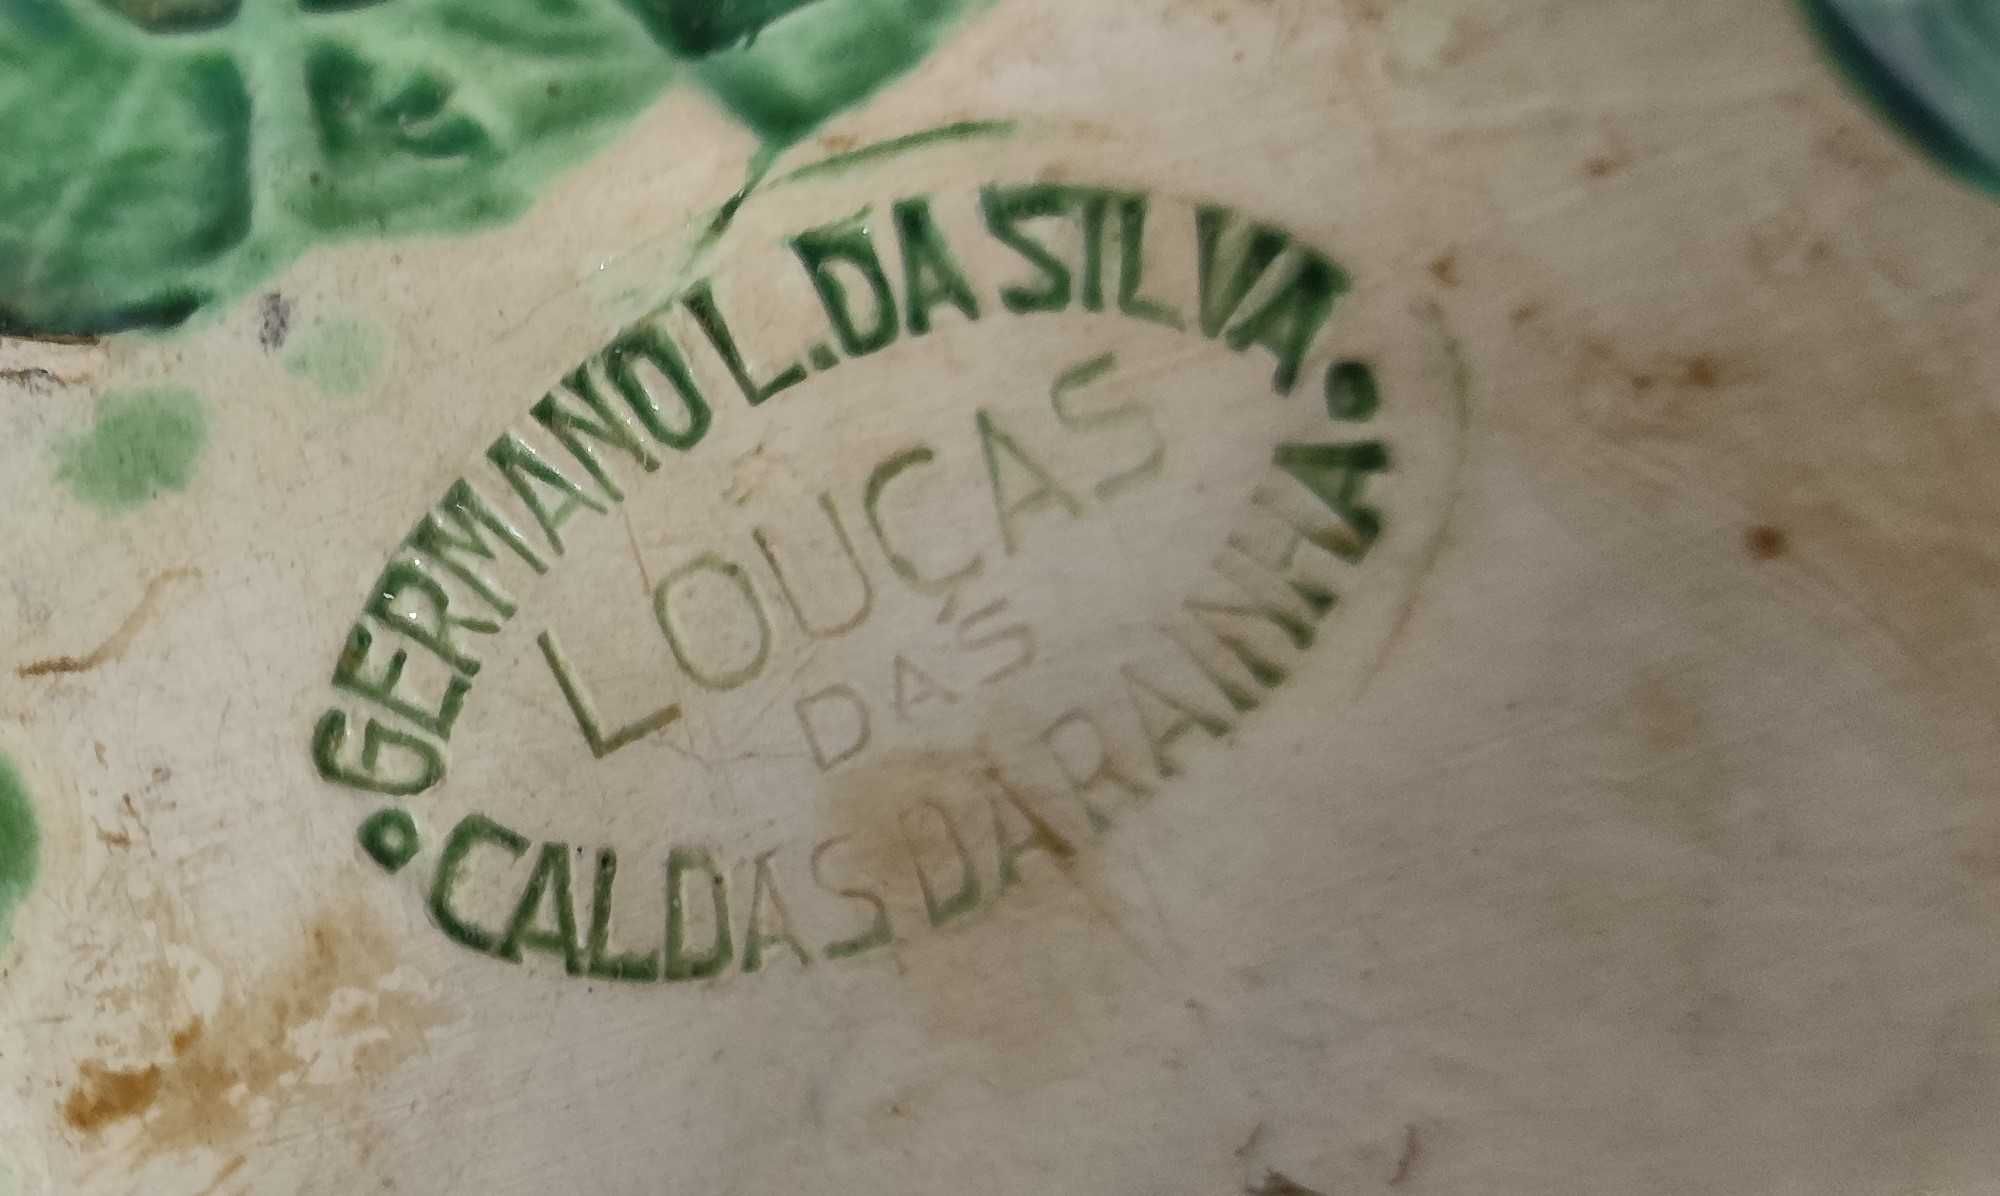 GERMANO L. DA SILVA
LOUÇAS
DAS
CALDAS DA RAINHA